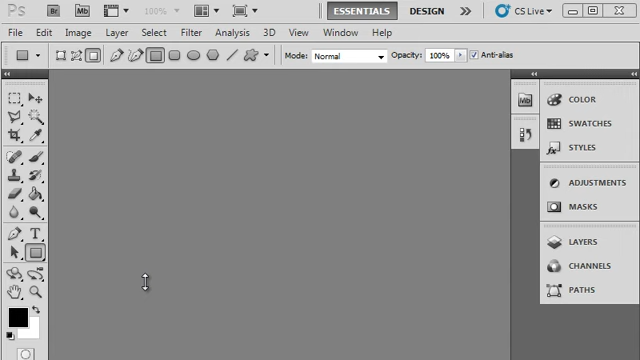 Ps Br Mb 100% ESSENTIALS DESIGN CS Live
File Edit Image Layer Select Filter Analysis 3D View Window Help
Mode: Normal Opacity: 100% Anti-alias
Mb
COLOR
SWATCHES
STYLES
ADJUSTMENTS
MASKS
LAYERS
CHANNELS
PATHS
T